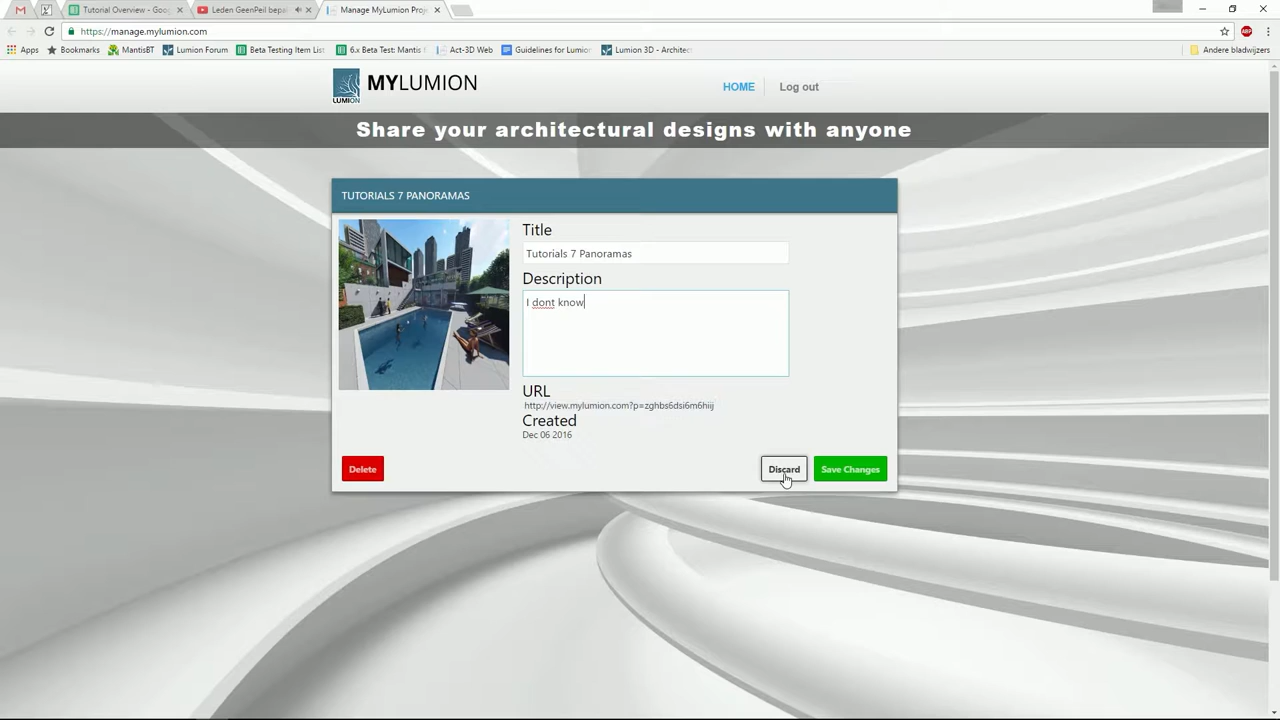 Tutorial Overview - Goo
Leden GeenPeil bepal
Manage MyLumion Proj
https://manage.mylumion.com
Apps
Bookmarks
MantisBT
Lumion Forum
Beta Testing Item List
6.x Beta Test: Mantis I
Act-3D Web
Guidelines for Lumion
Lumion 3D - Architec
Andere bladwijzers
LUMION
MYLUMION
HOME
Log out
Share your architectural designs with anyone
TUTORIALS 7 PANORAMAS
Title
Tutorials 7 Panoramas
Description
I dont know
URL
http://view.mylumion.com?p=zghbs6dsi6m6hiij
Created
Dec 06 2016
Delete
Discard
Save Changes